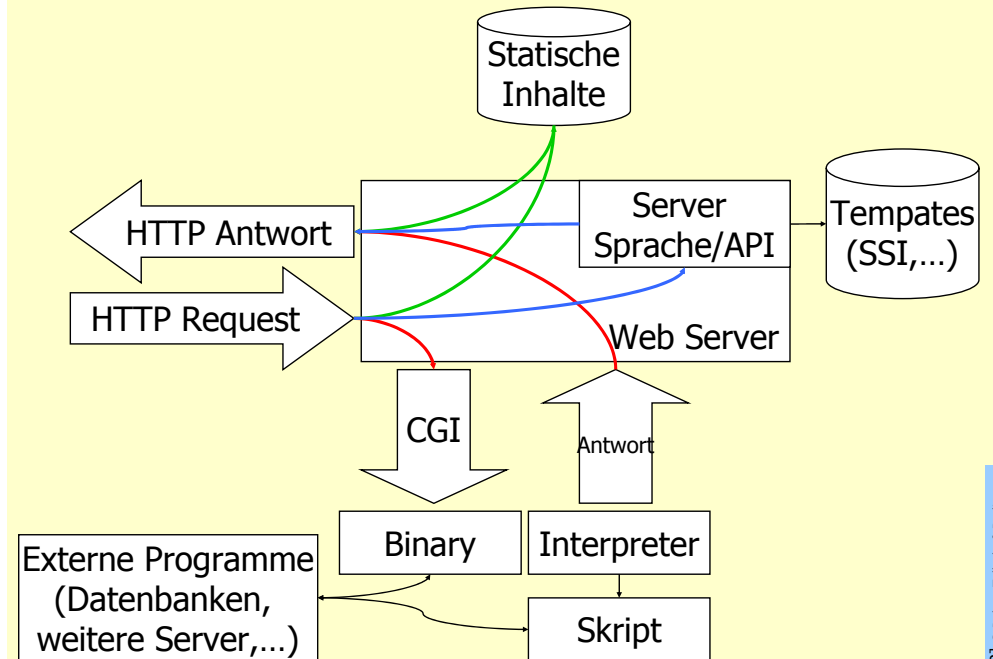 Statische
Inhalte
HTTP Antwort
Server
Sprache/API
Tempates
(SSI,...)
HTTP Request
Web Server
CGI
Antwort
Binary
Interpreter
Externe Programme
(Datenbanken,
weitere Server,...)
Skript